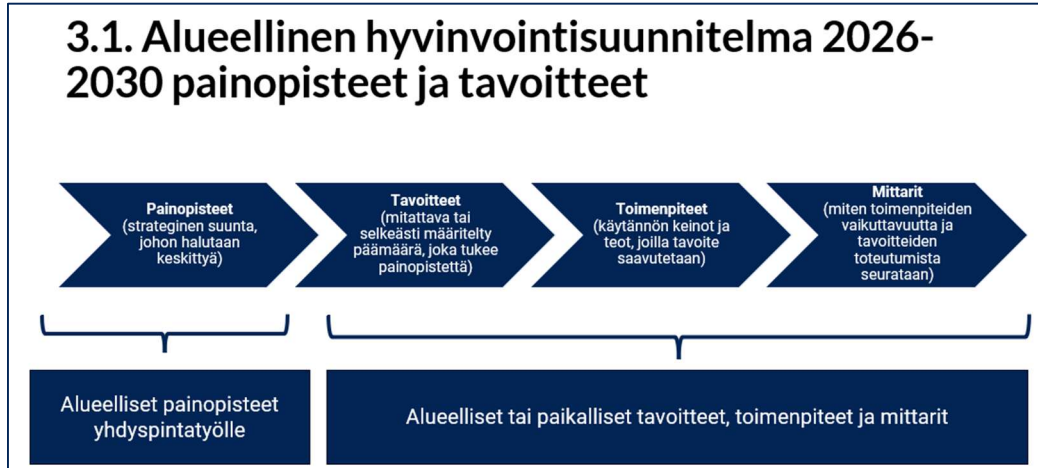 3.1. Alueellinen hyvinvointisuunnitelma 2026-
2030 painopisteet ja tavoitteet
Painopisteet
(strateginen suunta,
johon halutaan
keskittyä)
Tavoitteet
(mitattava tai
selkeästi määritelty
päämäärä, joka tukee
painopistettä)
Toimenpiteet
(käytännön keinot ja
teot, joilla tavoite
saavutetaan)
Mittarit
(miten toimenpiteiden
vaikuttavuutta ja
tavoitteiden
toteutumista
seurataan)
Alueelliset painopisteet
yhdyspintatyölle
Alueelliset tai paikalliset tavoitteet, toimenpiteet ja mittarit